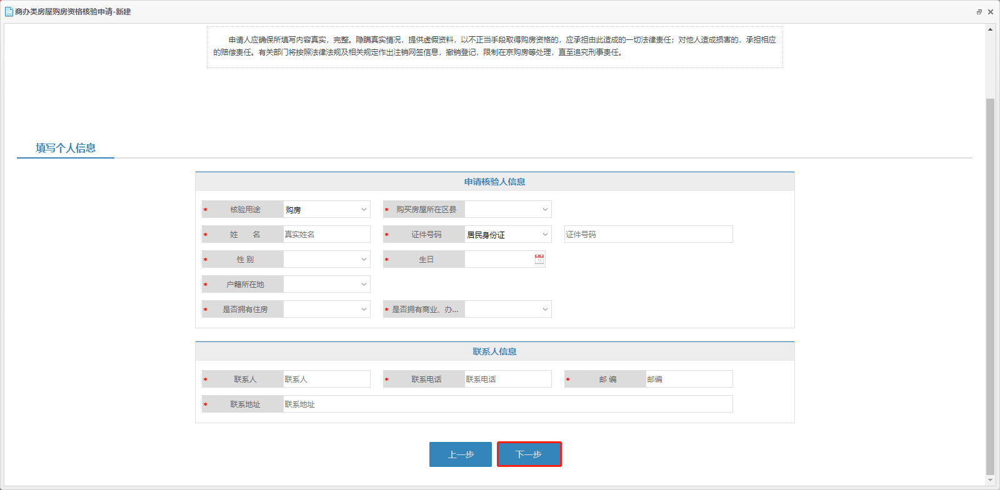 商办类房屋购房资格核验申请-新建
申请人应确保所填写内容真实，完整。隐瞒真实情况，提供虚假资料，以不正当手段取得购房资格的，应承担由此造成的一切法律责任；对他人造成损害的，承担相应
的赔偿责任。有关部门将按照法律法规及相关规定作出注销网签信息，撤销登记，限制在京购房等处理，直至追究刑事责任。
填写个人信息
申请核验人信息
* 核验用途 购房 * 购买房屋所在区县
* 姓 名 真实姓名 * 证件号码 居民身份证 证件号码
* 性 别 * 生日
* 户籍所在地
* 是否拥有住房 * 是否拥有商业、办...
联系人信息
* 联系人 联系人 * 联系电话 联系电话 * 邮 编 邮编
* 联系地址 联系地址
上一步 下一步